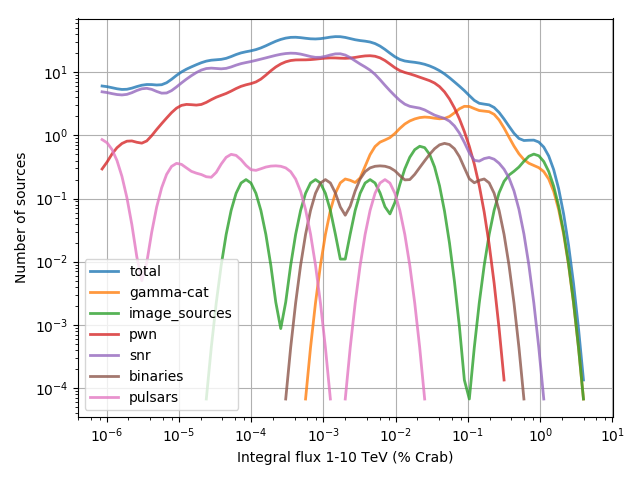 Number of sources
10¹
10⁰
10⁻¹
10⁻²
10⁻³
10⁻⁴
total
gamma-cat
image_sources
pwn
snr
binaries
pulsars
10⁻⁶ 10⁻⁵ 10⁻⁴ 10⁻³ 10⁻² 10⁻¹ 10⁰ 10¹
Integral flux 1-10 TeV (% Crab)